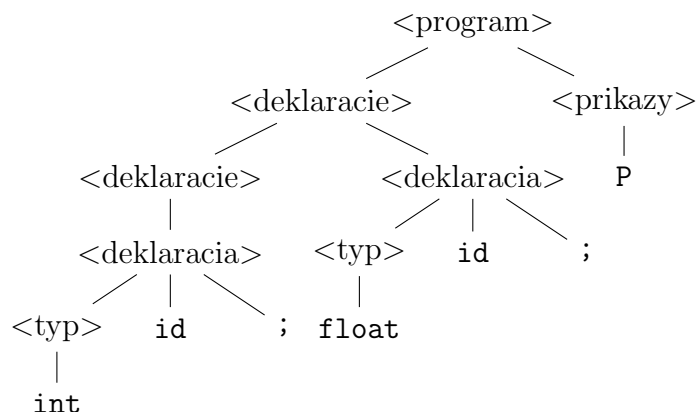 <program>
<deklaracie> <prikazy>
<deklaracie> <deklaracia> P
<deklaracia> <typ> id ;
<typ> id ; float
int